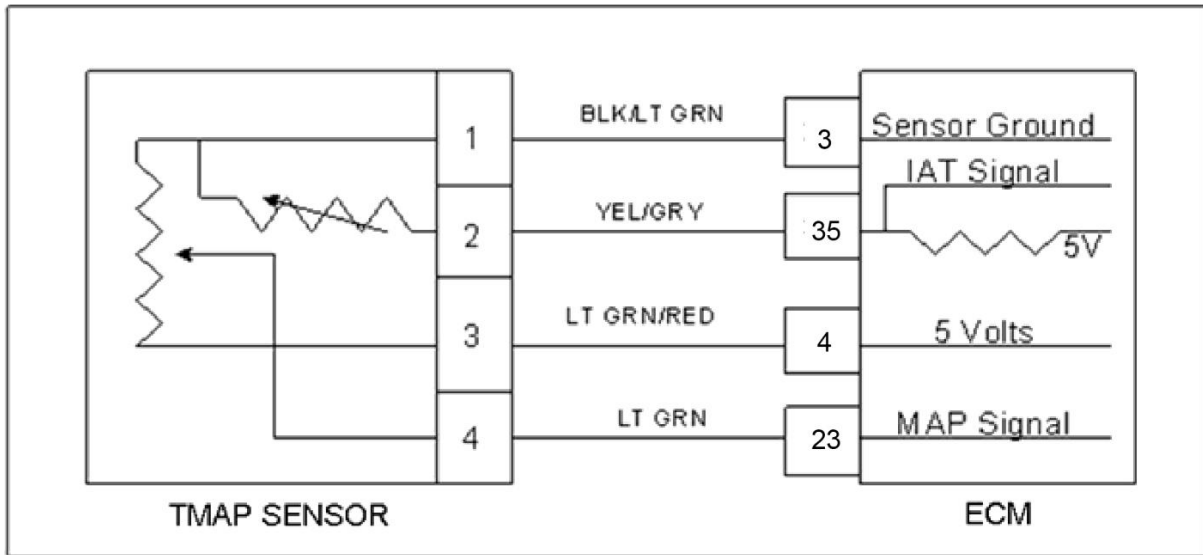 1 BLK/LT GRN 3 Sensor Ground
IAT Signal
2 YEL/GRY 35 5V
3 LT GRN/RED 4 5 Volts
4 LT GRN 23 MAP Signal
TMAP SENSOR ECM